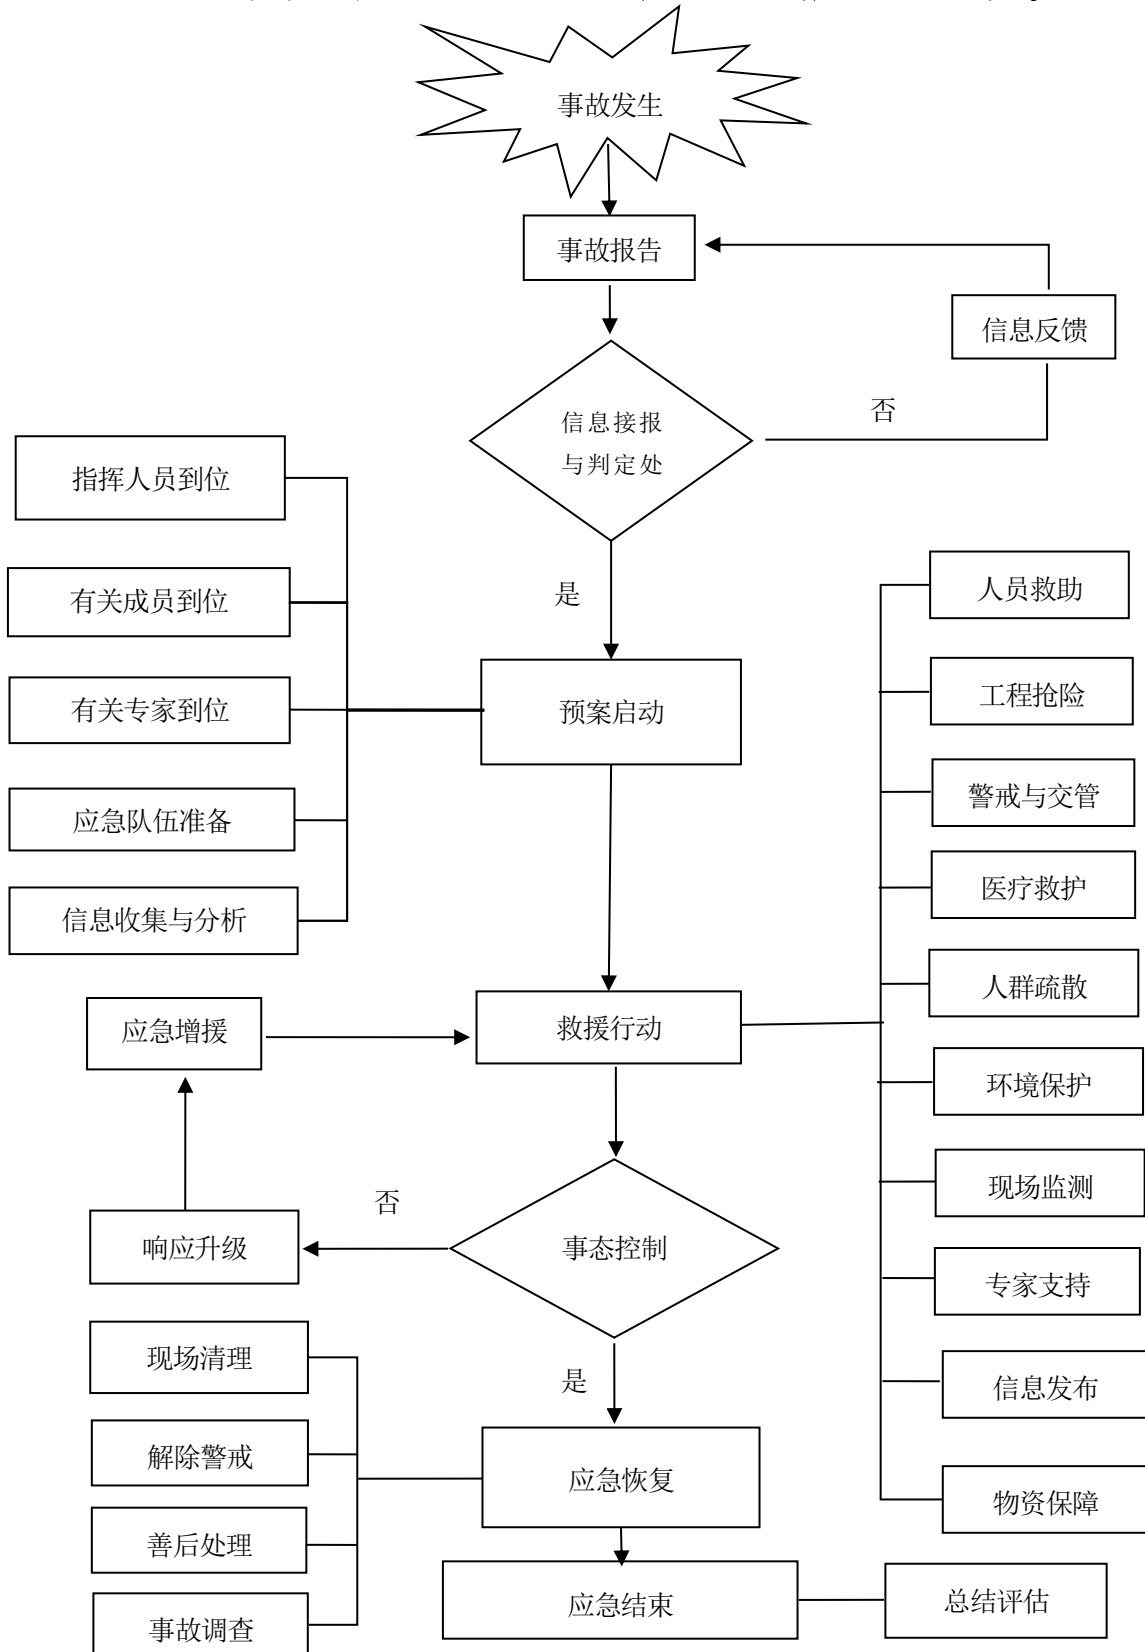 事故发生
事故报告
信息反馈
信息接报
与判定处
否
指挥人员到位
有关成员到位
是
人员救助
有关专家到位
预案启动
工程抢险
应急队伍准备
警戒与交管
信息收集与分析
医疗救护
人群疏散
应急增援
救援行动
环境保护
现场监测
否
响应升级
事态控制
专家支持
现场清理
是
信息发布
解除警戒
应急恢复
物资保障
善后处理
事故调查
应急结束
总结评估